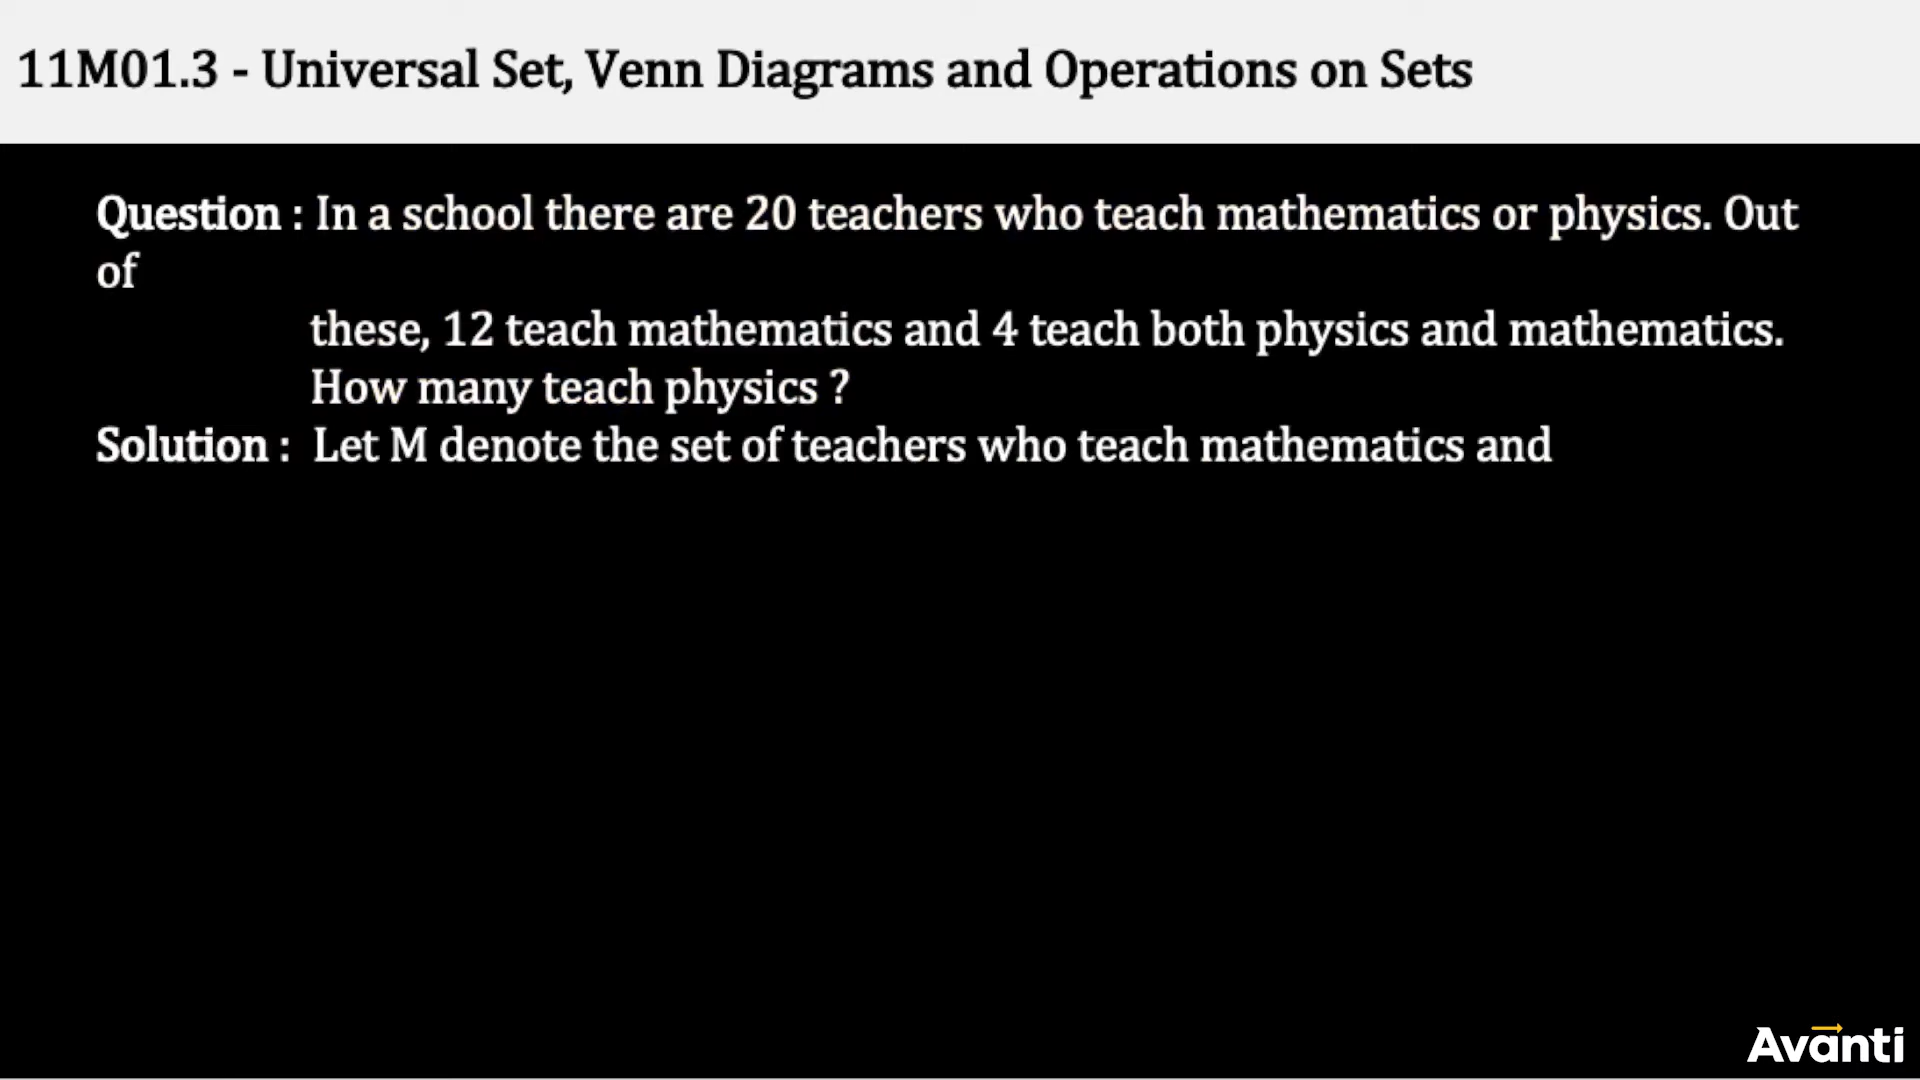 11M01.3 - Universal Set, Venn Diagrams and Operations on Sets
Question : In a school there are 20 teachers who teach mathematics or physics. Out
of
these, 12 teach mathematics and 4 teach both physics and mathematics.
How many teach physics ?
Solution : Let M denote the set of teachers who teach mathematics and
Avanti